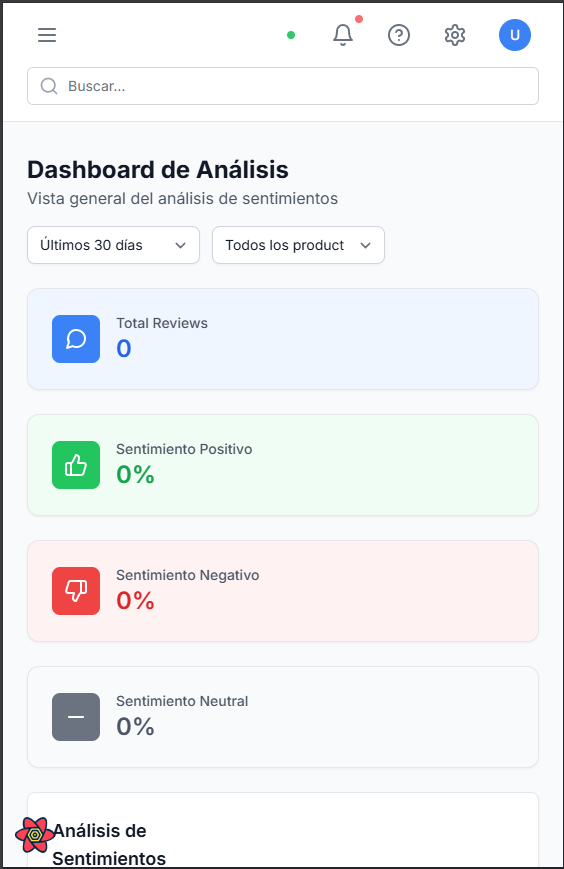 U
Buscar...
Dashboard de Análisis
Vista general del análisis de sentimientos
Últimos 30 días
Todos los product
Total Reviews
0
Sentimiento Positivo
0%
Sentimiento Negativo
0%
Sentimiento Neutral
0%
Análisis de
Sentimientos